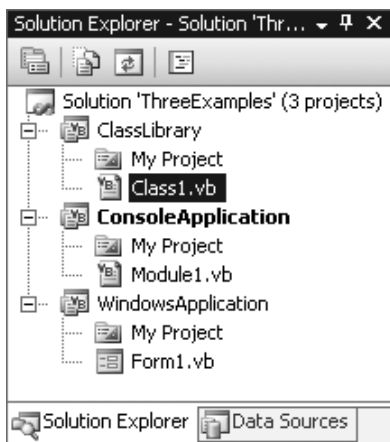 Solution Explorer - Solution 'Thr...
Solution 'ThreeExamples' (3 projects)
ClassLibrary
My Project
Class1.vb
ConsoleApplication
My Project
Module1.vb
WindowsApplication
My Project
Form1.vb
Solution Explorer Data Sources